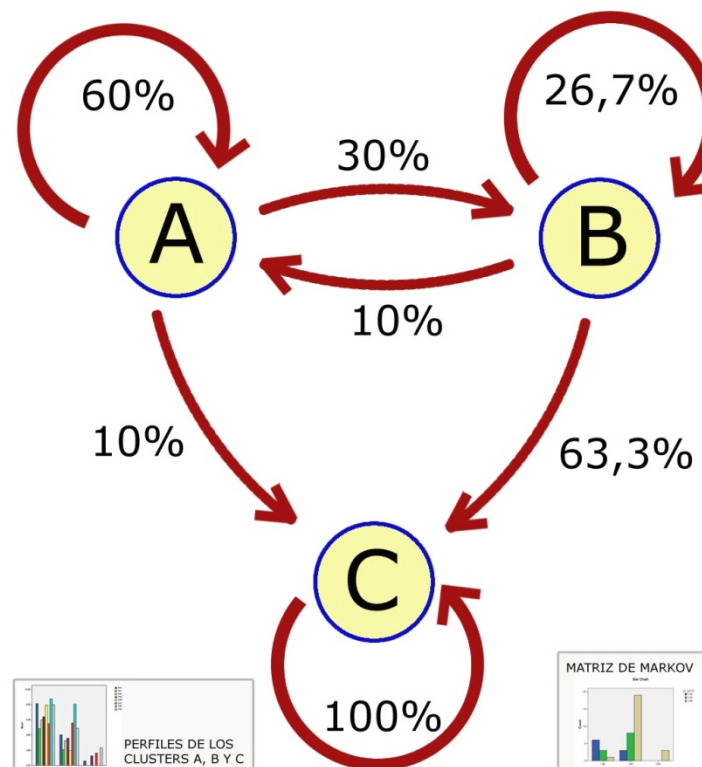 60%
26,7%
30%
A
B
10%
10%
63,3%
C
100%
MATRIZ DE MARKOV
PERFILES DE LOS
CLUSTERS A, B Y C